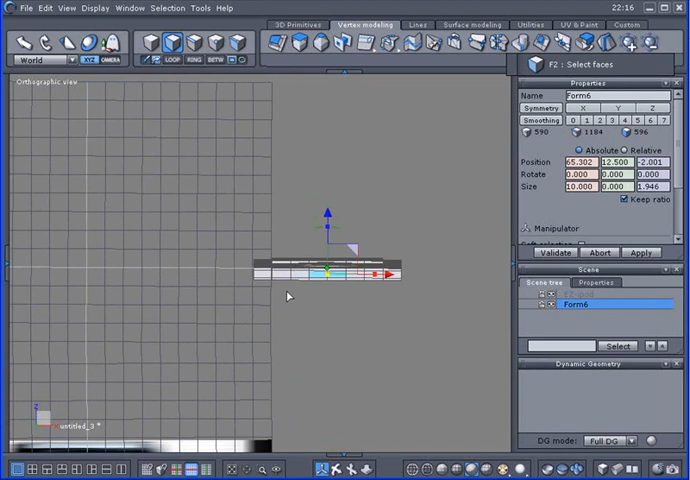 File Edit View Display Window Selection Tools Help
22:16
3D Primitives Vertex modeling Lines Surface modeling Utilities UV & Paint Custom
World XYZ CAMERA
LOOP RING BETW
F2 : Select faces
Orthographic view
Properties
Name Form6
Symmetry X Y Z
Smoothing 0 1 2 3 4 5 6 7
590 1184 596
Absolute Relative
Position 65.302 12.500 -2.001
Rotate 0.000 0.000 0.000
Size 10.000 0.000 1.946
Keep ratio
Manipulator
Validate Abort Apply
Scene
Scene tree Properties
Form6
Select
Dynamic Geometry
untitled_3 *
DG mode: Full DG